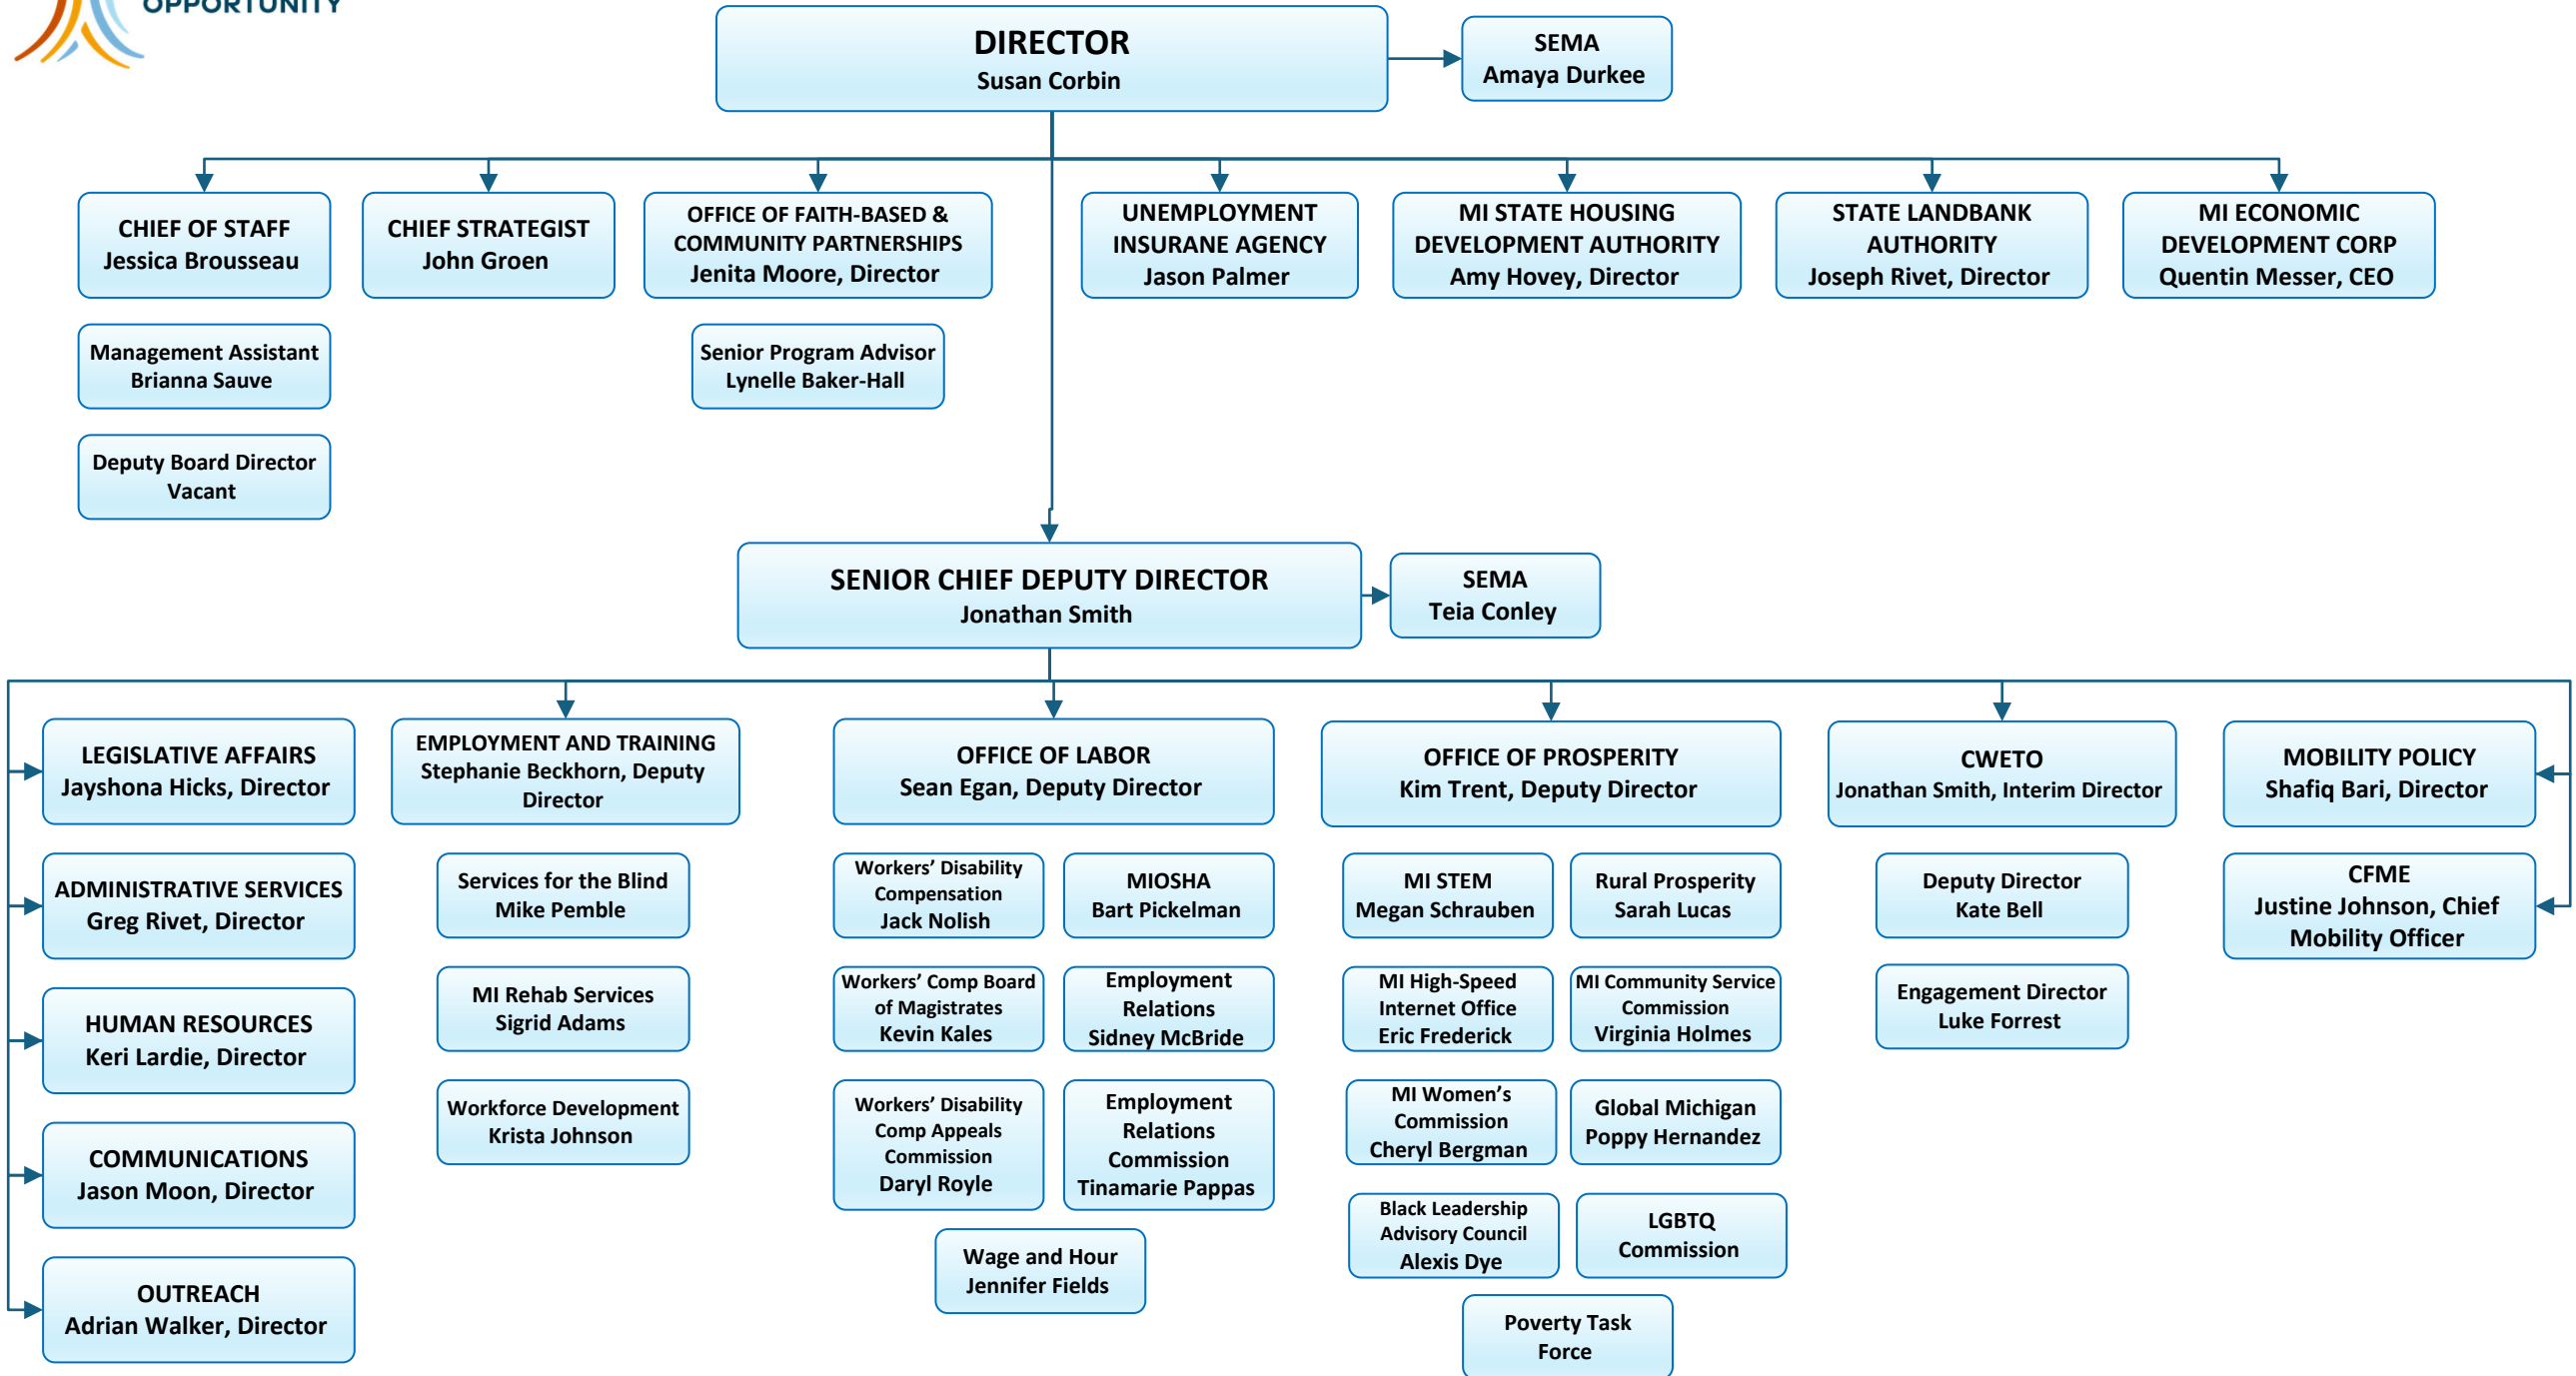 OPPORTUNITY
DIRECTOR
Susan Corbin
SEMA
Amaya Durkee
CHIEF OF STAFF
Jessica Brousseau
CHIEF STRATEGIST
John Groen
OFFICE OF FAITH-BASED &
COMMUNITY PARTNERSHIPS
Jenita Moore, Director
UNEMPLOYMENT
INSURANE AGENCY
Jason Palmer
MI STATE HOUSING
DEVELOPMENT AUTHORITY
Amy Hovey, Director
STATE LANDBANK
AUTHORITY
Joseph Rivet, Director
MI ECONOMIC
DEVELOPMENT CORP
Quentin Messer, CEO
Management Assistant
Brianna Sauve
Senior Program Advisor
Lynelle Baker-Hall
Deputy Board Director
Vacant
SENIOR CHIEF DEPUTY DIRECTOR
Jonathan Smith
SEMA
Teia Conley
LEGISLATIVE AFFAIRS
Jayshona Hicks, Director
ADMINISTRATIVE SERVICES
Greg Rivet, Director
HUMAN RESOURCES
Keri Lardie, Director
COMMUNICATIONS
Jason Moon, Director
OUTREACH
Adrian Walker, Director
EMPLOYMENT AND TRAINING
Stephanie Beckhorn, Deputy
Director
Services for the Blind
Mike Pemble
MI Rehab Services
Sigrid Adams
Workforce Development
Krista Johnson
OFFICE OF LABOR
Sean Egan, Deputy Director
Workers’ Disability
Compensation
Jack Nolish
MIOSHA
Bart Pickelman
Workers’ Comp Board
of Magistrates
Kevin Kales
Employment
Relations
Sidney McBride
Workers’ Disability
Comp Appeals
Commission
Daryl Royle
Employment
Relations
Commission
Tinamarie Pappas
Wage and Hour
Jennifer Fields
OFFICE OF PROSPERITY
Kim Trent, Deputy Director
MI STEM
Megan Schrauben
Rural Prosperity
Sarah Lucas
MI High-Speed
Internet Office
Eric Frederick
MI Community Service
Commission
Virginia Holmes
MI Women’s
Commission
Cheryl Bergman
Global Michigan
Poppy Hernandez
Black Leadership
Advisory Council
Alexis Dye
LGBTQ
Commission
Poverty Task
Force
CWETO
Jonathan Smith, Interim Director
Deputy Director
Kate Bell
Engagement Director
Luke Forrest
MOBILITY POLICY
Shafiq Bari, Director
CFME
Justine Johnson, Chief
Mobility Officer